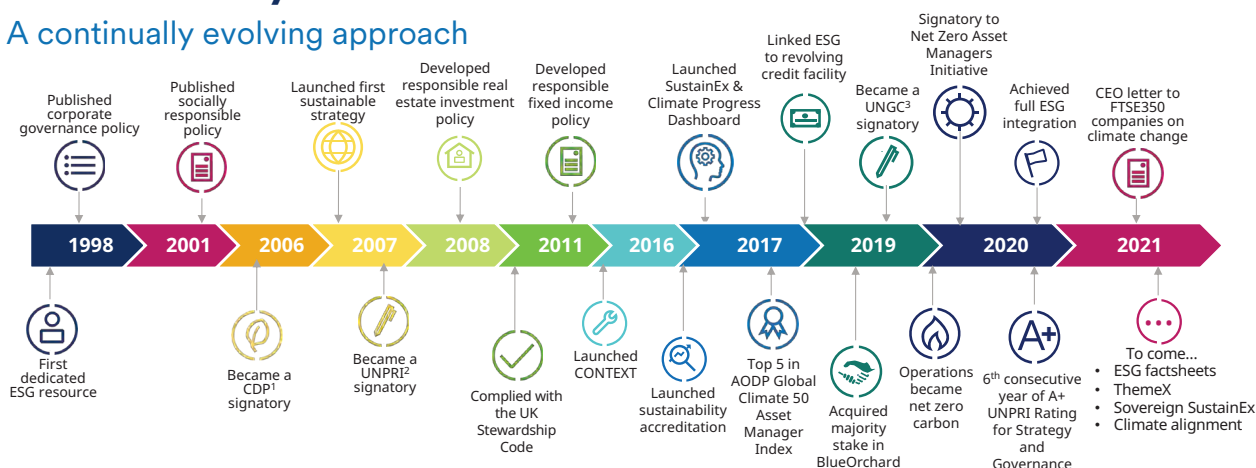 A continually evolving approach
Published
corporate
governance policy
Published
socially
responsible
policy
Launched first
sustainable
strategy
Developed
responsible real
estate investment
policy
Developed
responsible
fixed income
policy
Launched
SustainEx &
Climate Progress
Dashboard
Linked ESG
to revolving
credit facility
Became a
UNGC³
signatory
Signatory to
Net Zero Asset
Managers
Initiative
Achieved
full ESG
integration
CEO letter to
FTSE350
companies on
climate change
1998
2001
2006
2007
2008
2011
2016
2017
2019
2020
2021
First
dedicated
ESG resource
Became a
CDP¹
signatory
Became a
UNPRI²
signatory
Complied with
the UK
Stewardship
Code
Launched
CONTEXT
Launched
sustainability
accreditation
Top 5 in
AODP Global
Climate 50
Asset
Manager
Index
Acquired
majority
stake in
BlueOrchard
Operations
became
net zero
carbon
A+
6th consecutive
year of A+
UNPRI Rating
for Strategy
and
Governance
To come...
• ESG factsheets
• ThemeX
• Sovereign SustainEx
• Climate alignment